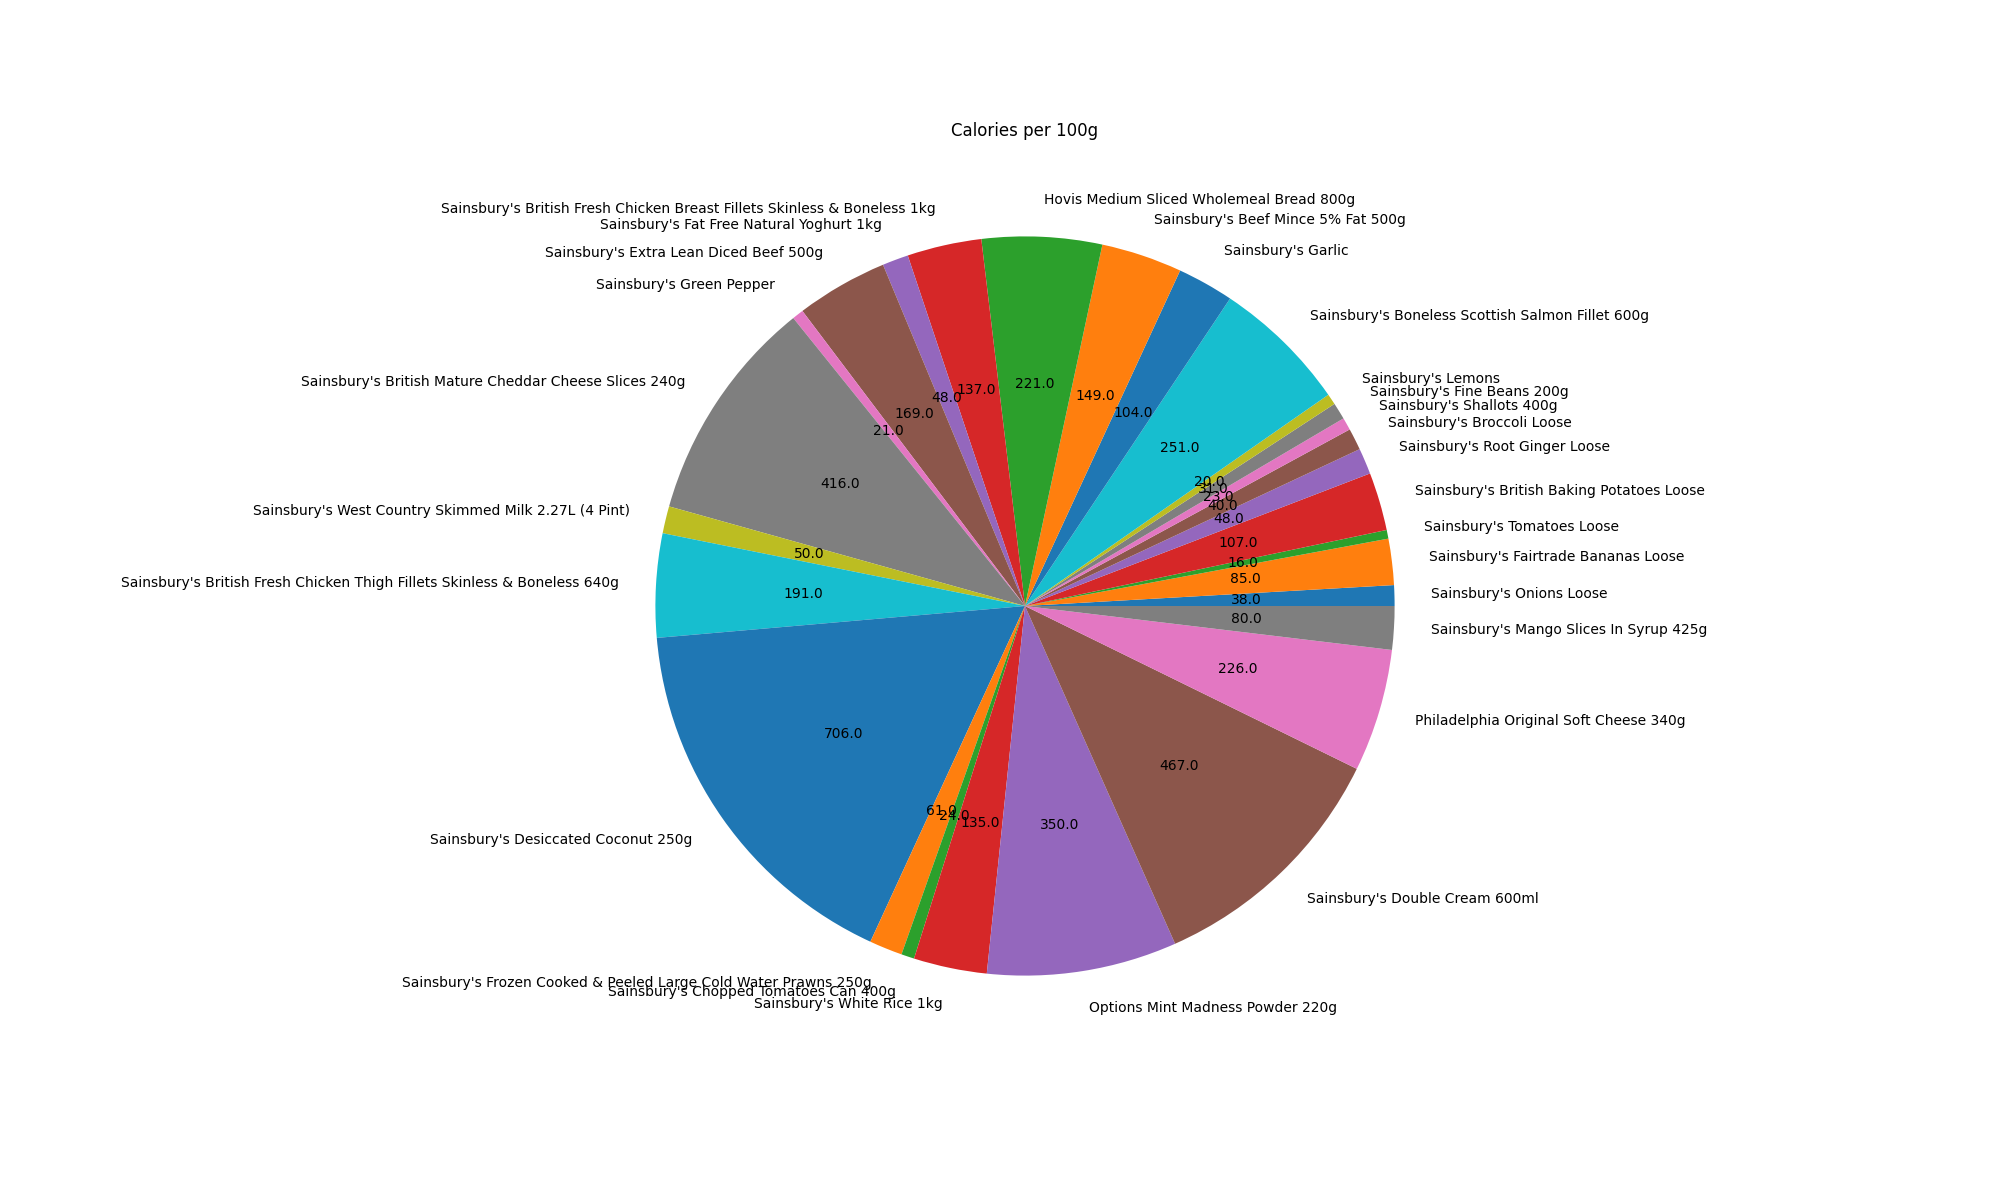 Calories per 100g
Hovis Medium Sliced Wholemeal Bread 800g
Sainsbury's British Fresh Chicken Breast Fillets Skinless & Boneless 1kg
Sainsbury's Beef Mince 5% Fat 500g
Sainsbury's Fat Free Natural Yoghurt 1kg
Sainsbury's Garlic
Sainsbury's Extra Lean Diced Beef 500g
Sainsbury's Green Pepper
Sainsbury's Boneless Scottish Salmon Fillet 600g
Sainsbury's Lemons
Sainsbury's British Mature Cheddar Cheese Slices 240g
Sainsbury's Fine Beans 200g
Sainsbury's Shallots 400g
Sainsbury's Broccoli Loose
Sainsbury's Root Ginger Loose
Sainsbury's British Baking Potatoes Loose
Sainsbury's West Country Skimmed Milk 2.27L (4 Pint)
Sainsbury's Tomatoes Loose
Sainsbury's Fairtrade Bananas Loose
Sainsbury's British Fresh Chicken Thigh Fillets Skinless & Boneless 640g
Sainsbury's Onions Loose
Sainsbury's Mango Slices In Syrup 425g
Philadelphia Original Soft Cheese 340g
Sainsbury's Desiccated Coconut 250g
Sainsbury's Double Cream 600ml
Sainsbury's Frozen Cooked & Peeled Large Cold Water Prawns 250g
Sainsbury's Chopped Tomatoes Can 400g
Sainsbury's White Rice 1kg
Options Mint Madness Powder 220g
221.0
137.0
149.0
48.0
104.0
169.0
21.0
251.0
416.0
20.0
31.0
23.0
40.0
48.0
107.0
50.0
16.0
85.0
191.0
38.0
80.0
226.0
706.0
467.0
61.0
24.0
135.0
350.0